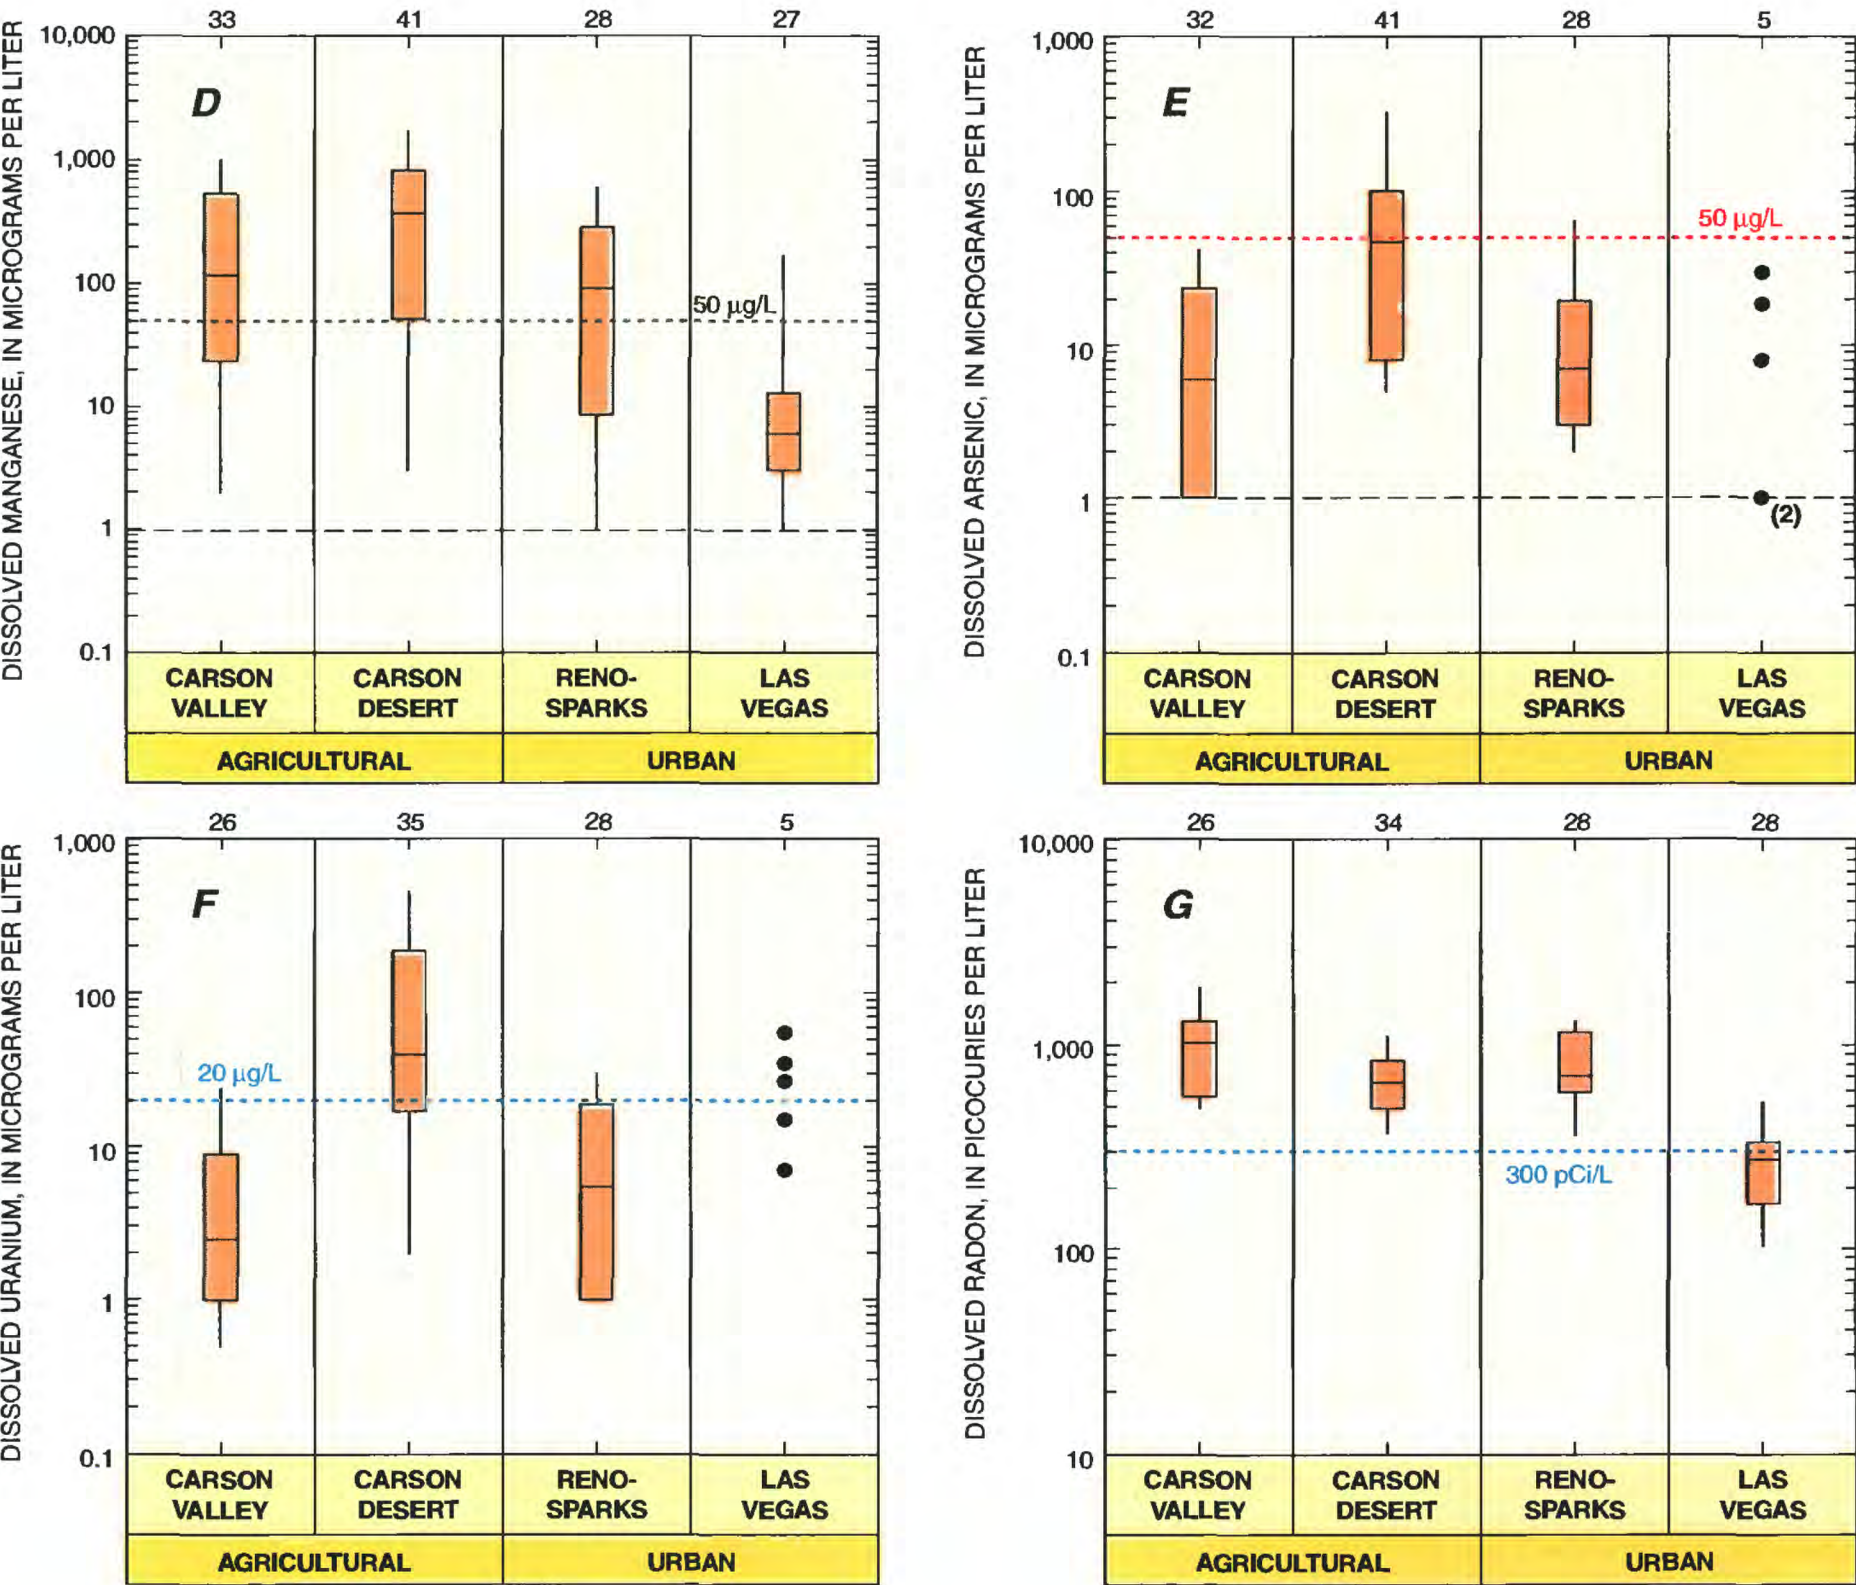 33 41 28 27
DISSOLVED MANGANESE, IN MICROGRAMS PER LITER
10,000
1,000
100
10
1
0.1
D
50 µg/L
CARSON VALLEY
CARSON DESERT
RENO-SPARKS
LAS VEGAS
AGRICULTURAL
URBAN
32 41 28 5
DISSOLVED ARSENIC, IN MICROGRAMS PER LITER
1,000
100
10
1
0.1
E
50 µg/L
(2)
CARSON VALLEY
CARSON DESERT
RENO-SPARKS
LAS VEGAS
AGRICULTURAL
URBAN
26 35 28 5
DISSOLVED URANIUM, IN MICROGRAMS PER LITER
1,000
100
10
1
0.1
F
20 µg/L
CARSON VALLEY
CARSON DESERT
RENO-SPARKS
LAS VEGAS
AGRICULTURAL
URBAN
26 34 28 28
DISSOLVED RADON, IN PICOCURIES PER LITER
10,000
1,000
100
10
G
300 pCi/L
CARSON VALLEY
CARSON DESERT
RENO-SPARKS
LAS VEGAS
AGRICULTURAL
URBAN